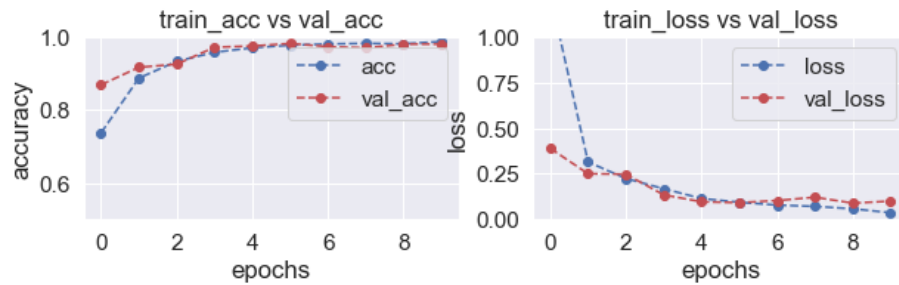 train_acc vs val_acc
1.0
0.8
0.6
accuracy
acc
val_acc
0 2 4 6 8
epochs
train_loss vs val_loss
1.00
0.75
0.50
0.25
0.00
loss
loss
val_loss
0 2 4 6 8
epochs